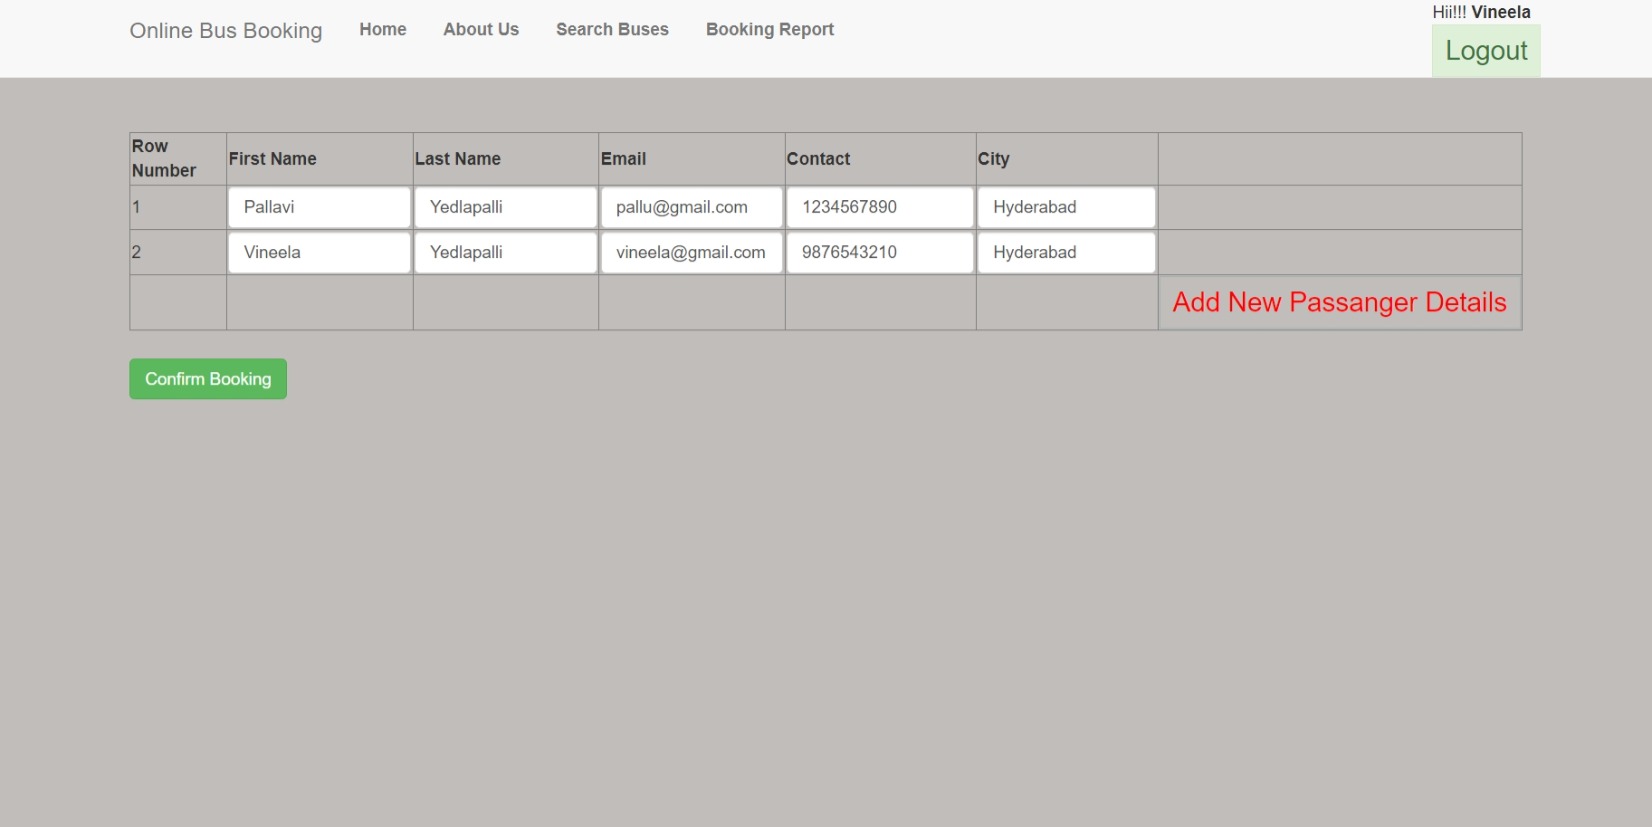 Hii!!! Vineela
Online Bus Booking Home About Us Search Buses Booking Report
Logout
Row Number First Name Last Name Email Contact City
1 Pallavi Yedlapalli pallu@gmail.com 1234567890 Hyderabad
2 Vineela Yedlapalli vineela@gmail.com 9876543210 Hyderabad
Add New Passanger Details
Confirm Booking